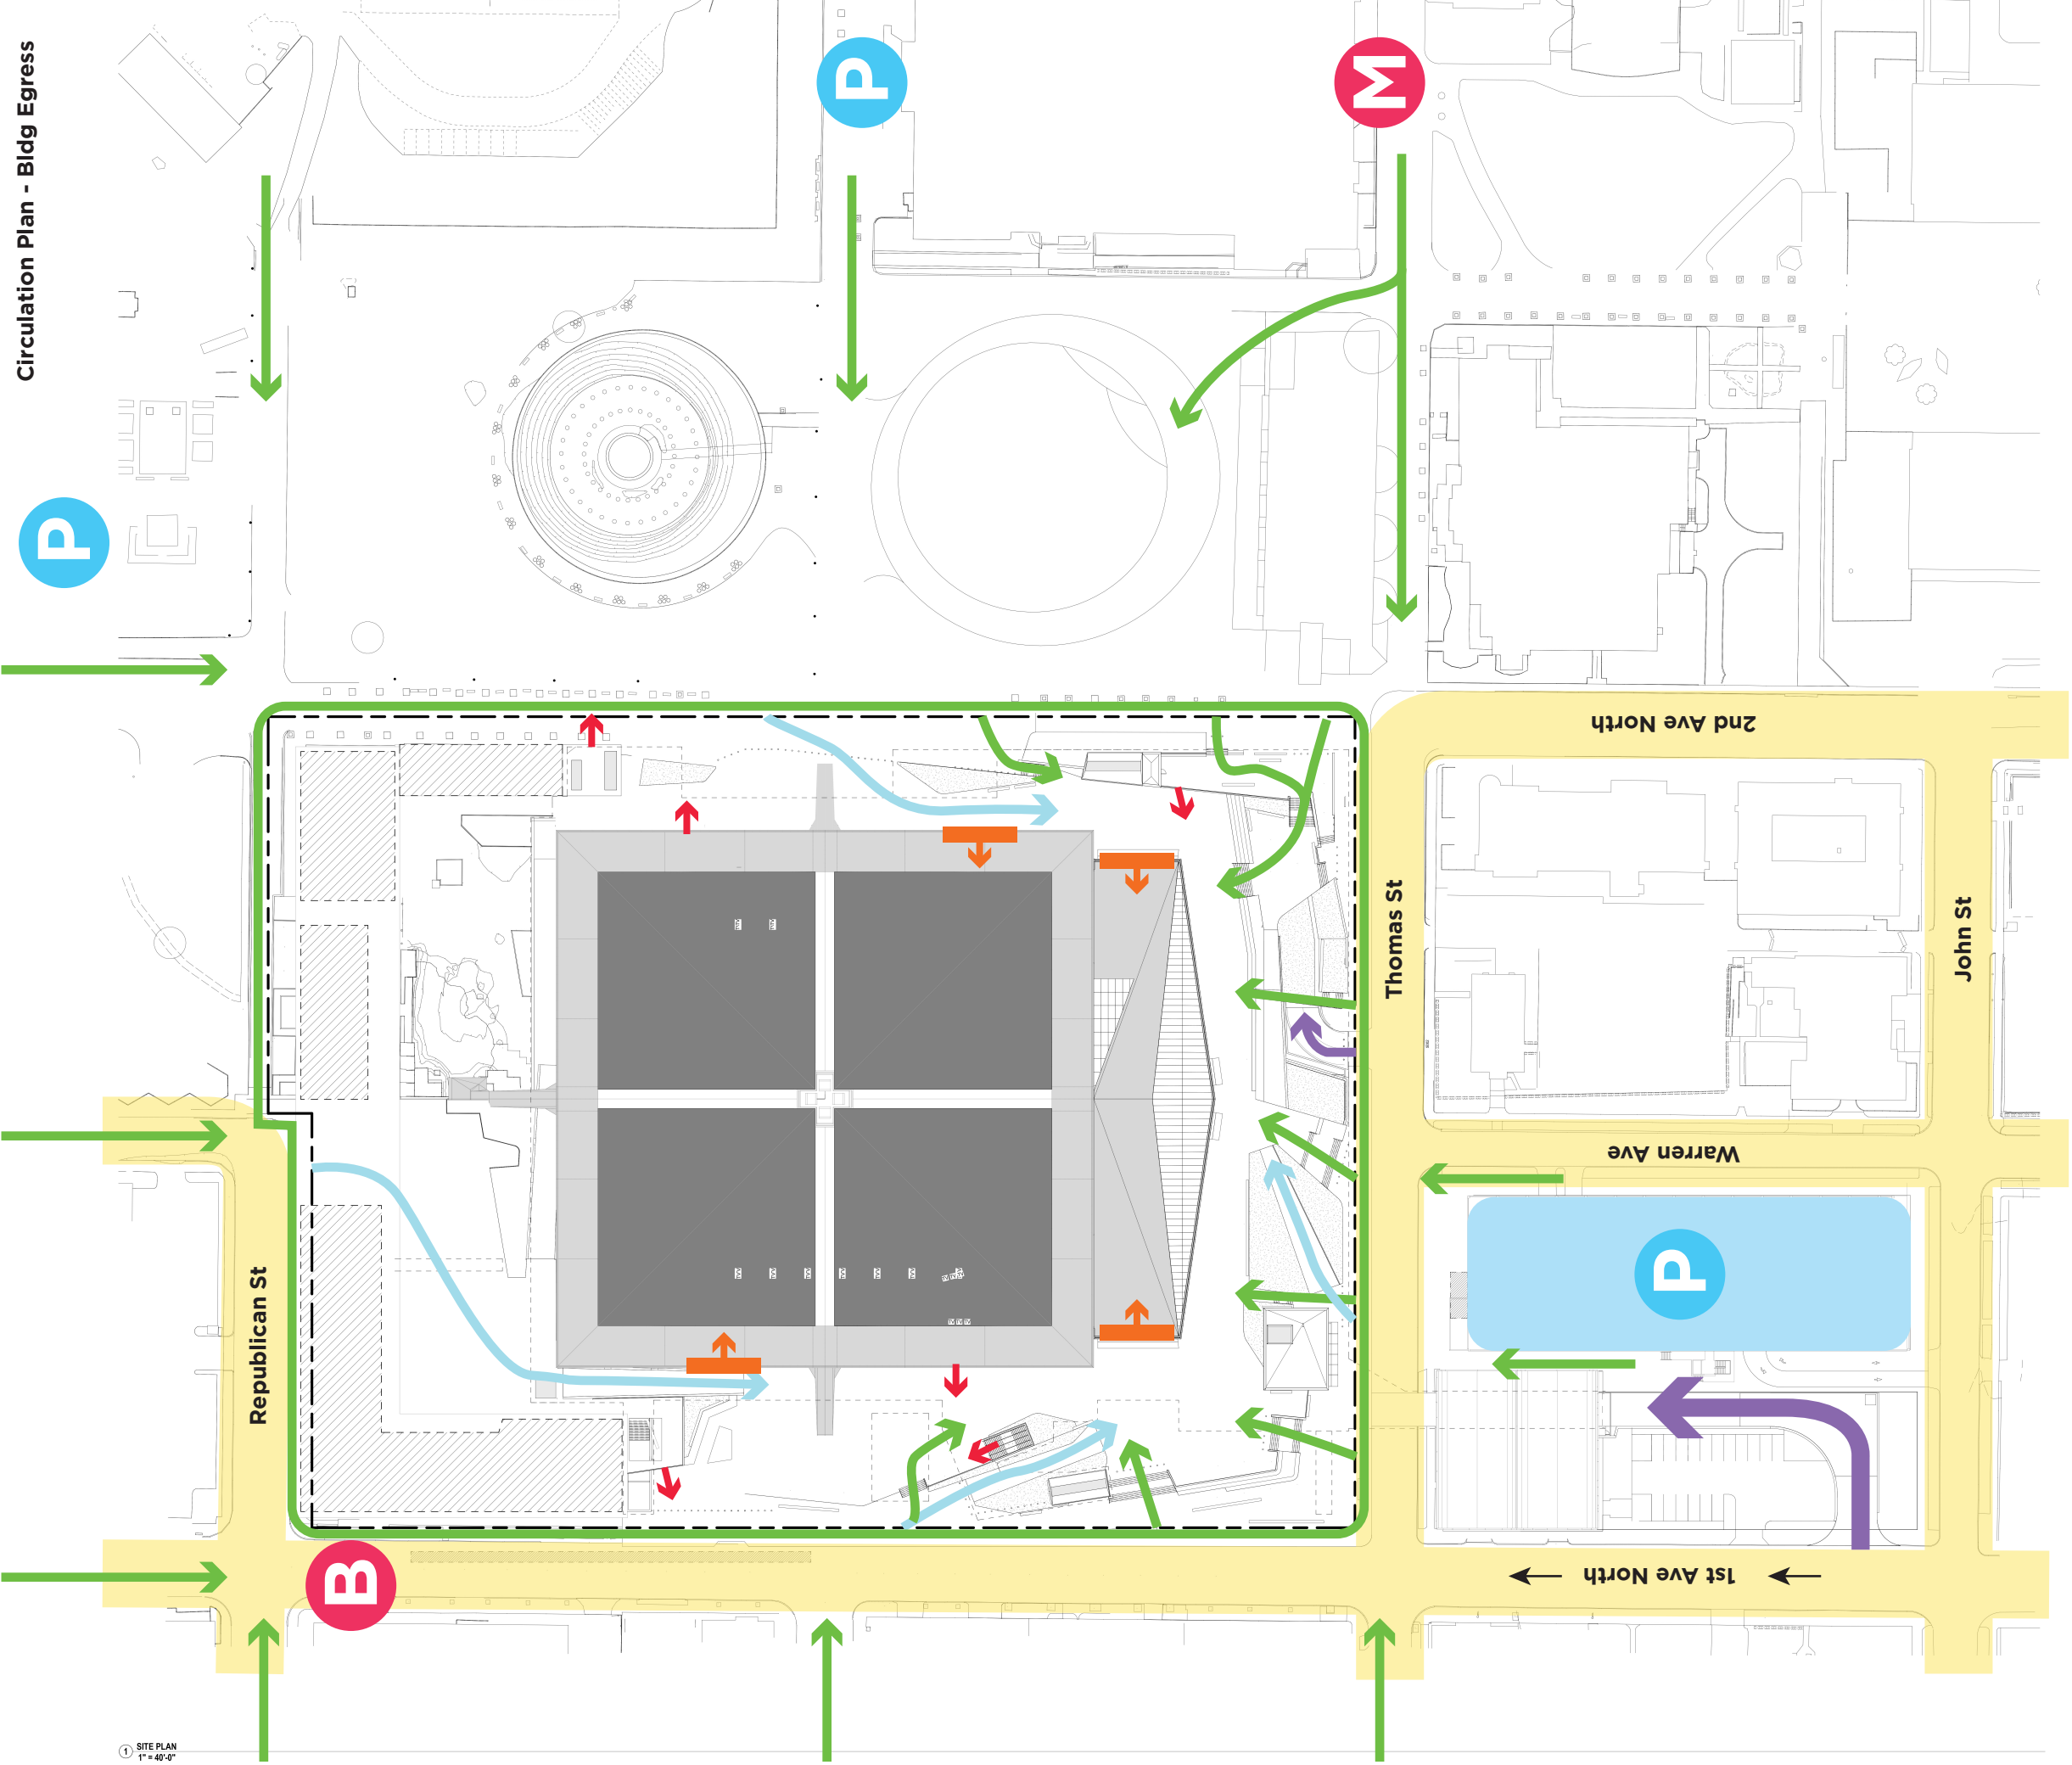 Circulation Plan - Bldg Egress
P
M
P
2nd Ave North
Thomas St
John St
Warren Ave
P
Republican St
B
1st Ave North
1
SITE PLAN
1" = 40'-0"